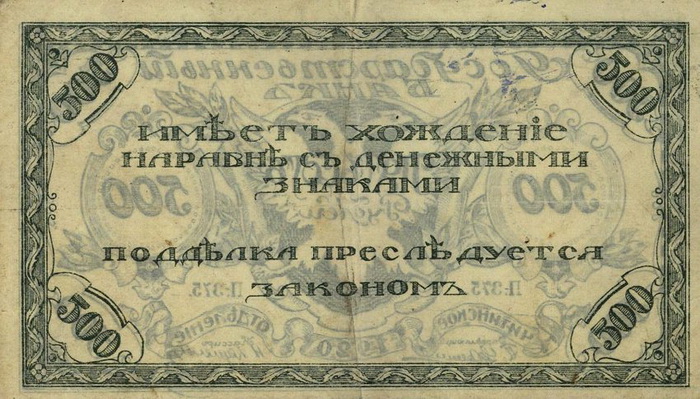 500 500
ИМѢЕТЪ ХОЖДЕНІЕ
НАРАВНѢ СЪ ДЕНЕЖНЫМИ
ЗНАКАМИ
ПОДДѢЛКА ПРЕСЛѢДУЕТСЯ
ЗАКОНОМЪ
500 500